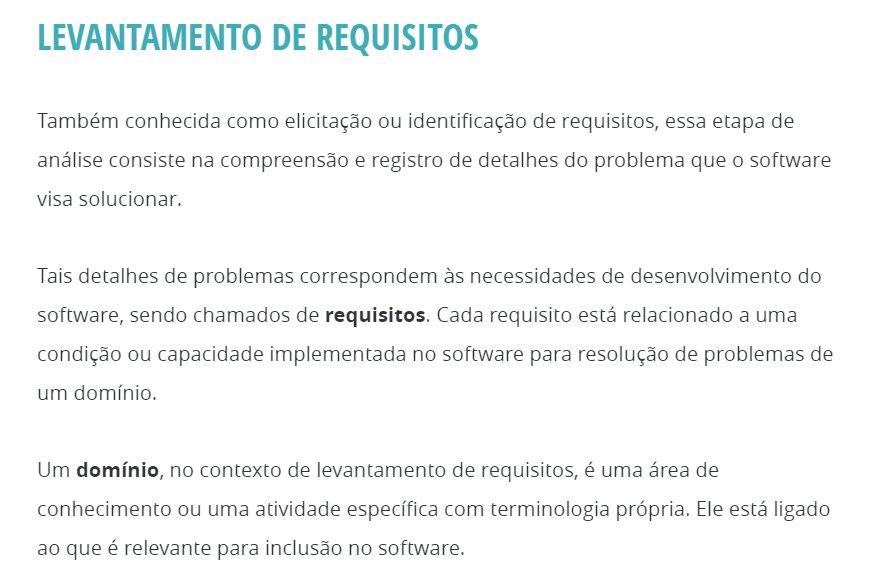 LEVANTAMENTO DE REQUISITOS
Também conhecida como elicitação ou identificação de requisitos, essa etapa de
análise consiste na compreensão e registro de detalhes do problema que o software
visa solucionar.
Tais detalhes de problemas correspondem às necessidades de desenvolvimento do
software, sendo chamados de requisitos. Cada requisito está relacionado a uma
condição ou capacidade implementada no software para resolução de problemas de
um domínio.
Um domínio, no contexto de levantamento de requisitos, é uma área de
conhecimento ou uma atividade específica com terminologia própria. Ele está ligado
ao que é relevante para inclusão no software.